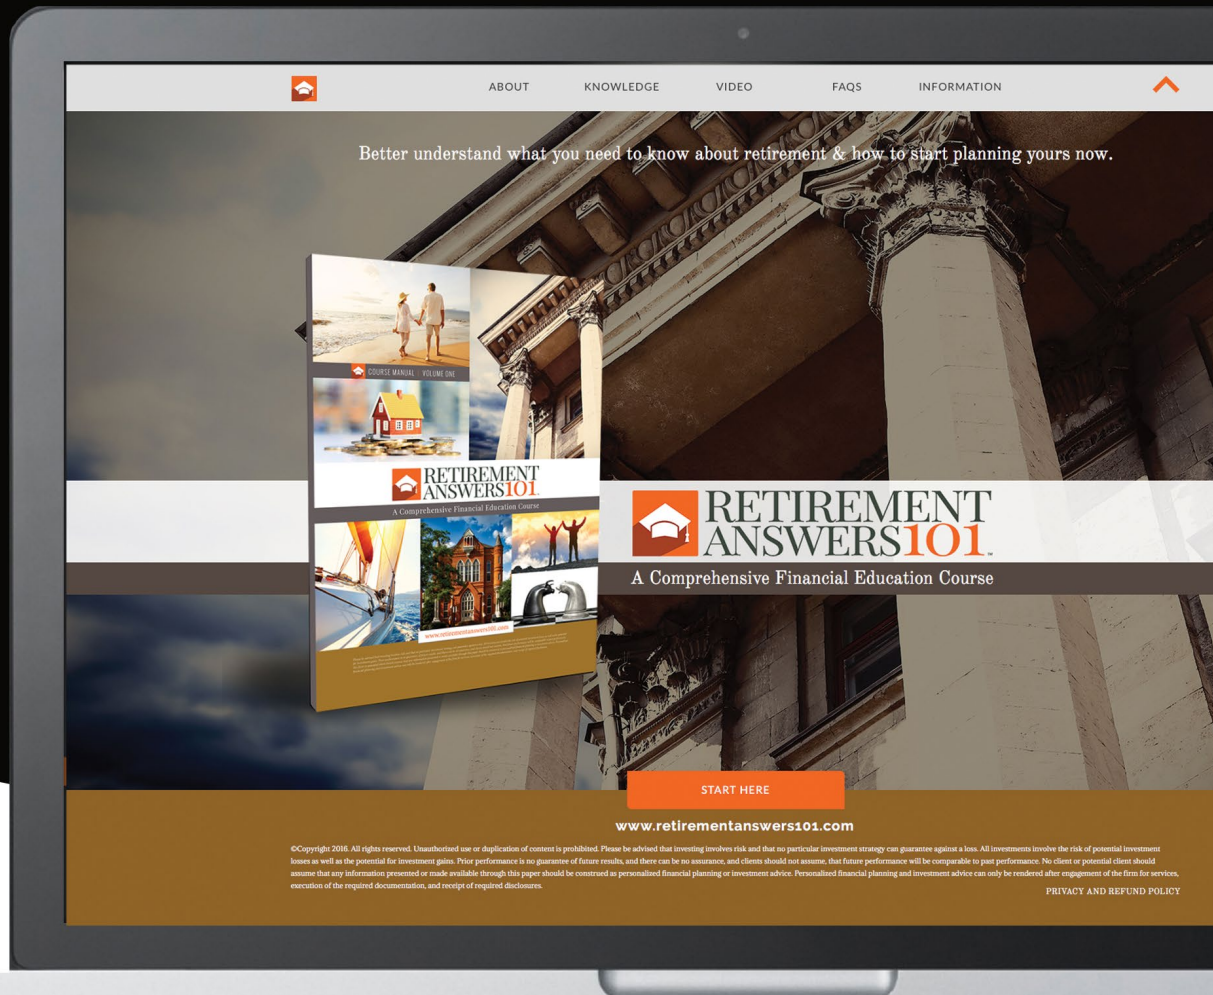 ABOUT KNOWLEDGE VIDEO FAQS INFORMATION
Better understand what you need to know about retirement & how to start planning yours now.
COURSE MANUAL | VOLUME ONE
RETIREMENT
ANSWERS101
A Comprehensive Financial Education Course
www.retirementanswers101.com
RETIREMENT
ANSWERS101™
A Comprehensive Financial Education Course
START HERE
www.retirementanswers101.com
©Copyright 2016. All rights reserved. Unauthorized use or duplication of content is prohibited. Please be advised that investing involves risk and that no particular investment strategy can guarantee against a loss. All investments involve the risk of potential investment
losses as well as the potential for investment gains. Prior performance is no guarantee of future results, and there can be no assurance, and clients should not assume, that future performance will be comparable to past performance. No client or potential client should
assume that any information presented or made available through this paper should be construed as personalized financial planning or investment advice. Personalized financial planning and investment advice can only be rendered after engagement of the firm for services,
execution of the required documentation, and receipt of required disclosures.
PRIVACY AND REFUND POLICY